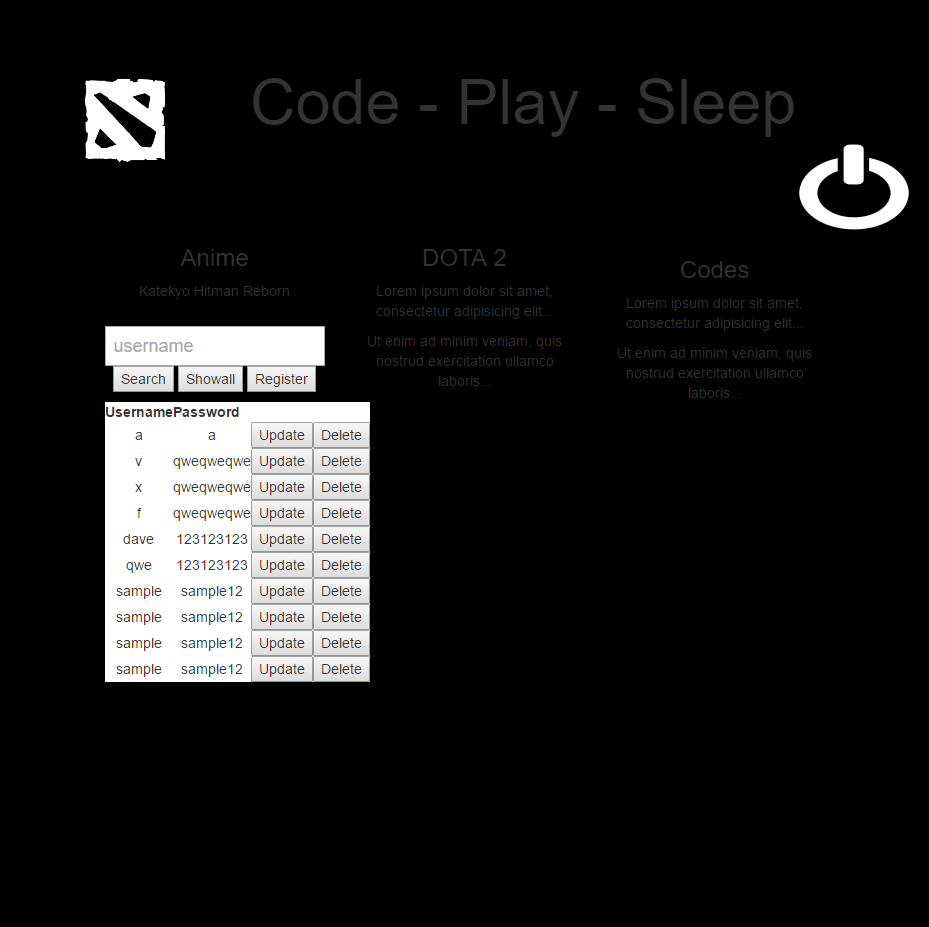 Code - Play - Sleep
Anime
Katekyo Hitman Reborn
username
Search Showall Register
DOTA 2
Lorem ipsum dolor sit amet,
consectetur adipisicing elit...
Ut enim ad minim veniam, quis
nostrud exercitation ullamco
laboris...
Codes
Lorem ipsum dolor sit amet,
consectetur adipisicing elit...
Ut enim ad minim veniam, quis
nostrud exercitation ullamco
laboris...
Username Password
a a Update Delete
v qweqweqwe Update Delete
x qweqweqwe Update Delete
f qweqweqwe Update Delete
dave 123123123 Update Delete
qwe 123123123 Update Delete
sample sample12 Update Delete
sample sample12 Update Delete
sample sample12 Update Delete
sample sample12 Update Delete